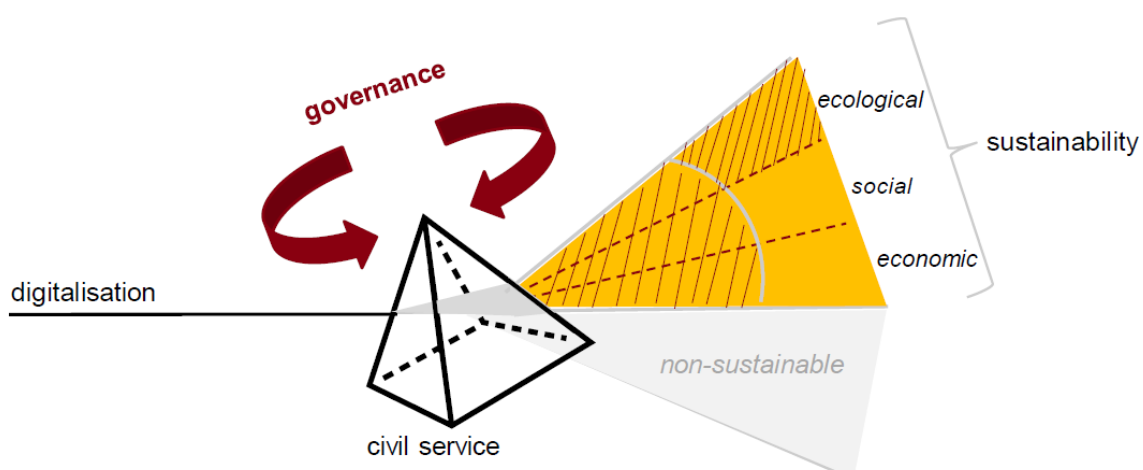 governance
ecological
sustainability
social
economic
digitalisation
non-sustainable
civil service